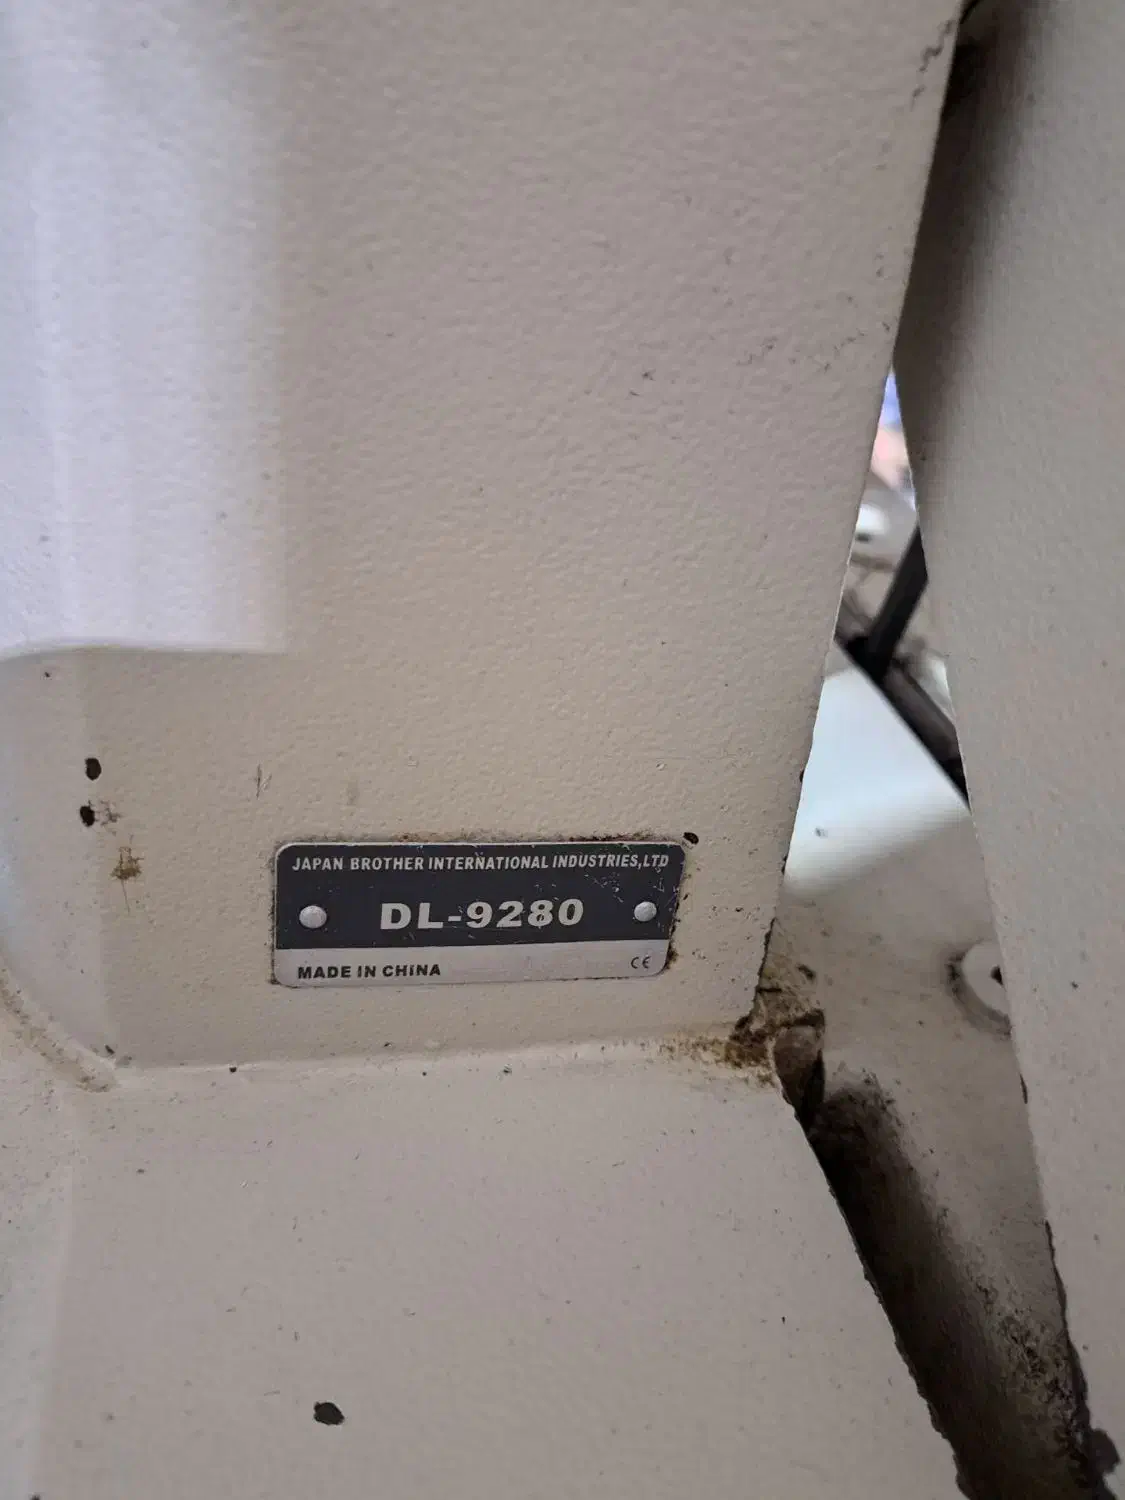 JAPAN BROTHER INTERNATIONAL INDUSTRIES,LTD
DL-9280
MADE IN CHINA CE